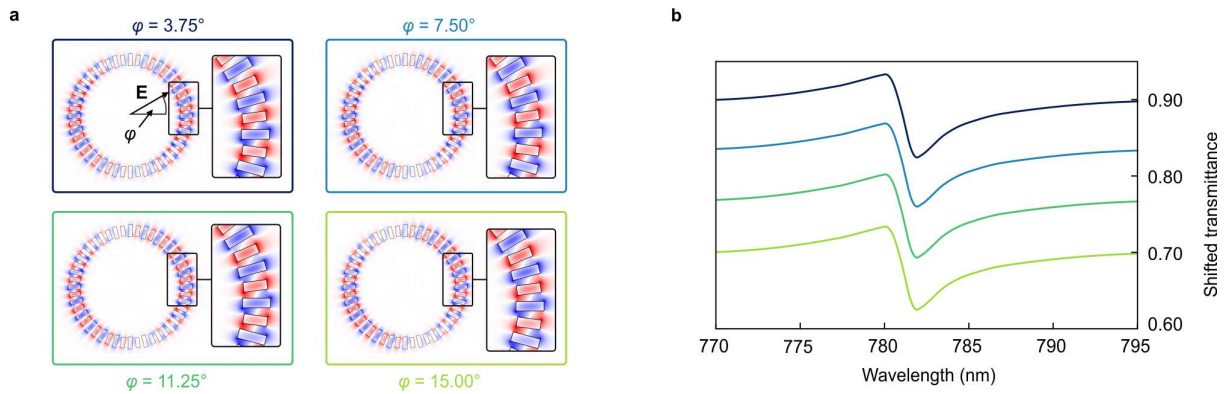 a
φ = 3.75°
φ = 7.50°
E
φ
φ = 11.25°
φ = 15.00°
b
0.90
0.80
0.70
0.60
Shifted transmittance
770 775 780 785 790 795
Wavelength (nm)